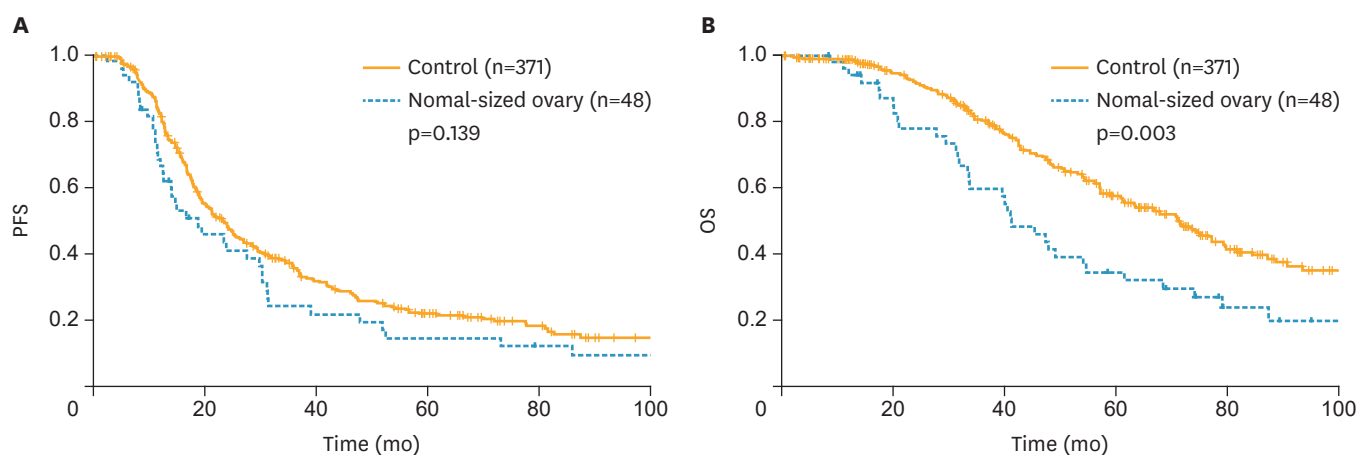 A
1.0
0.8
0.6
0.4
0.2
PFS
Control (n=371)
Nomal-sized ovary (n=48)
p=0.139
0 20 40 60 80 100
Time (mo)
B
1.0
0.8
0.6
0.4
0.2
OS
Control (n=371)
Nomal-sized ovary (n=48)
p=0.003
0 20 40 60 80 100
Time (mo)